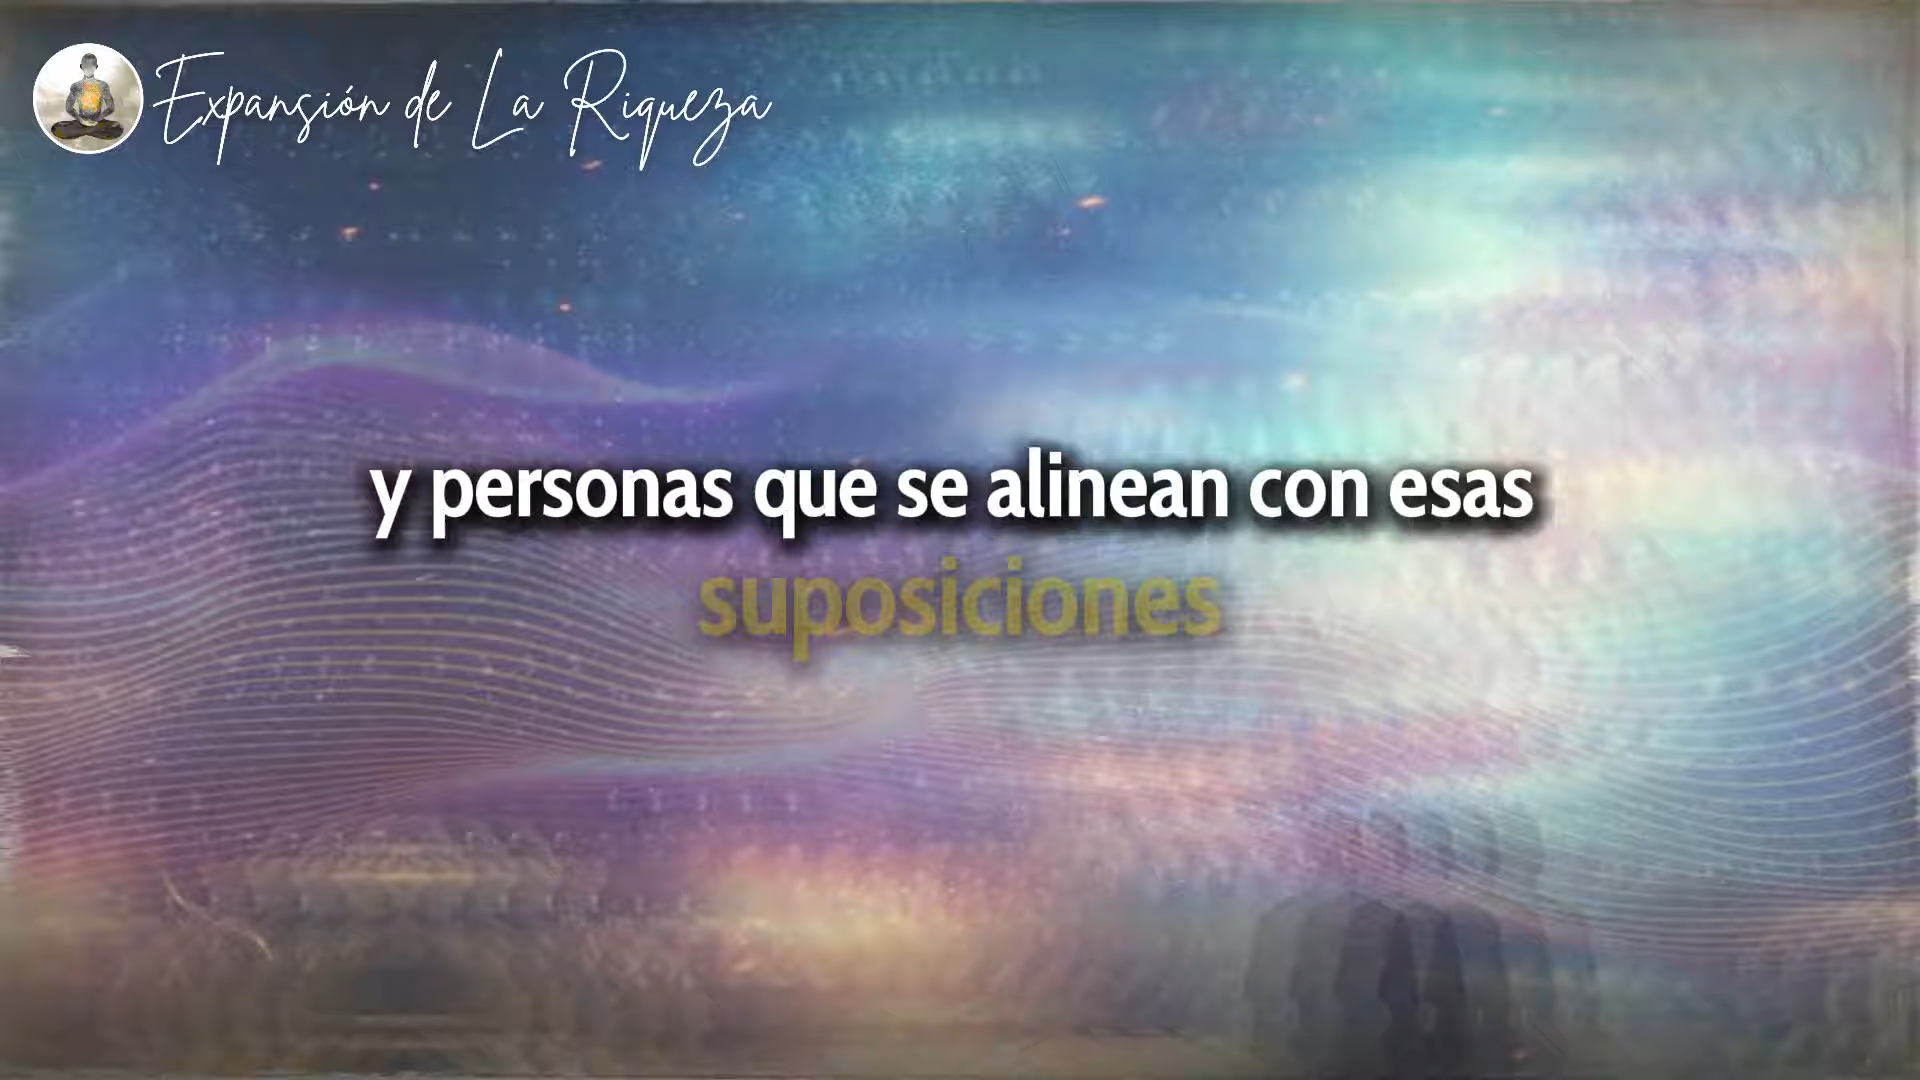 Expansión de La Riqueza
y personas que se alinean con esas
suposiciones